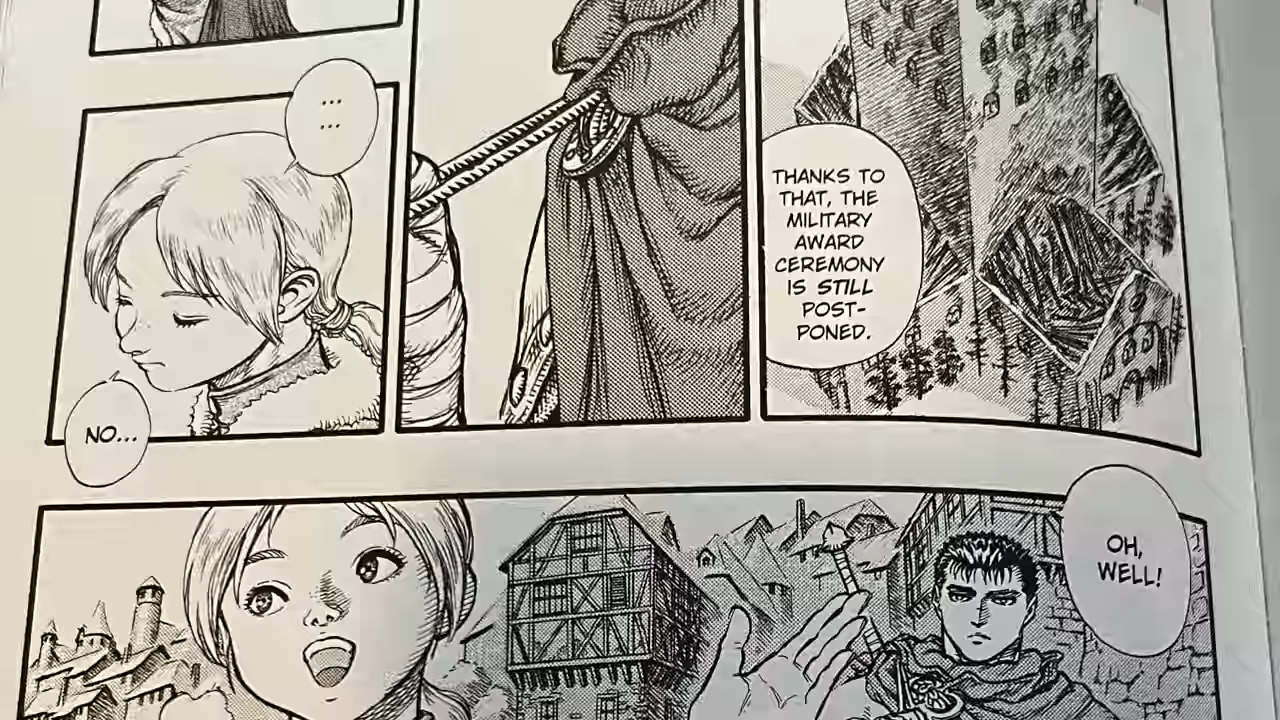 THANKS TO
THAT, THE
MILITARY
AWARD
CEREMONY
IS STILL
POST-
PONED.
...
...
NO...
OH,
WELL!